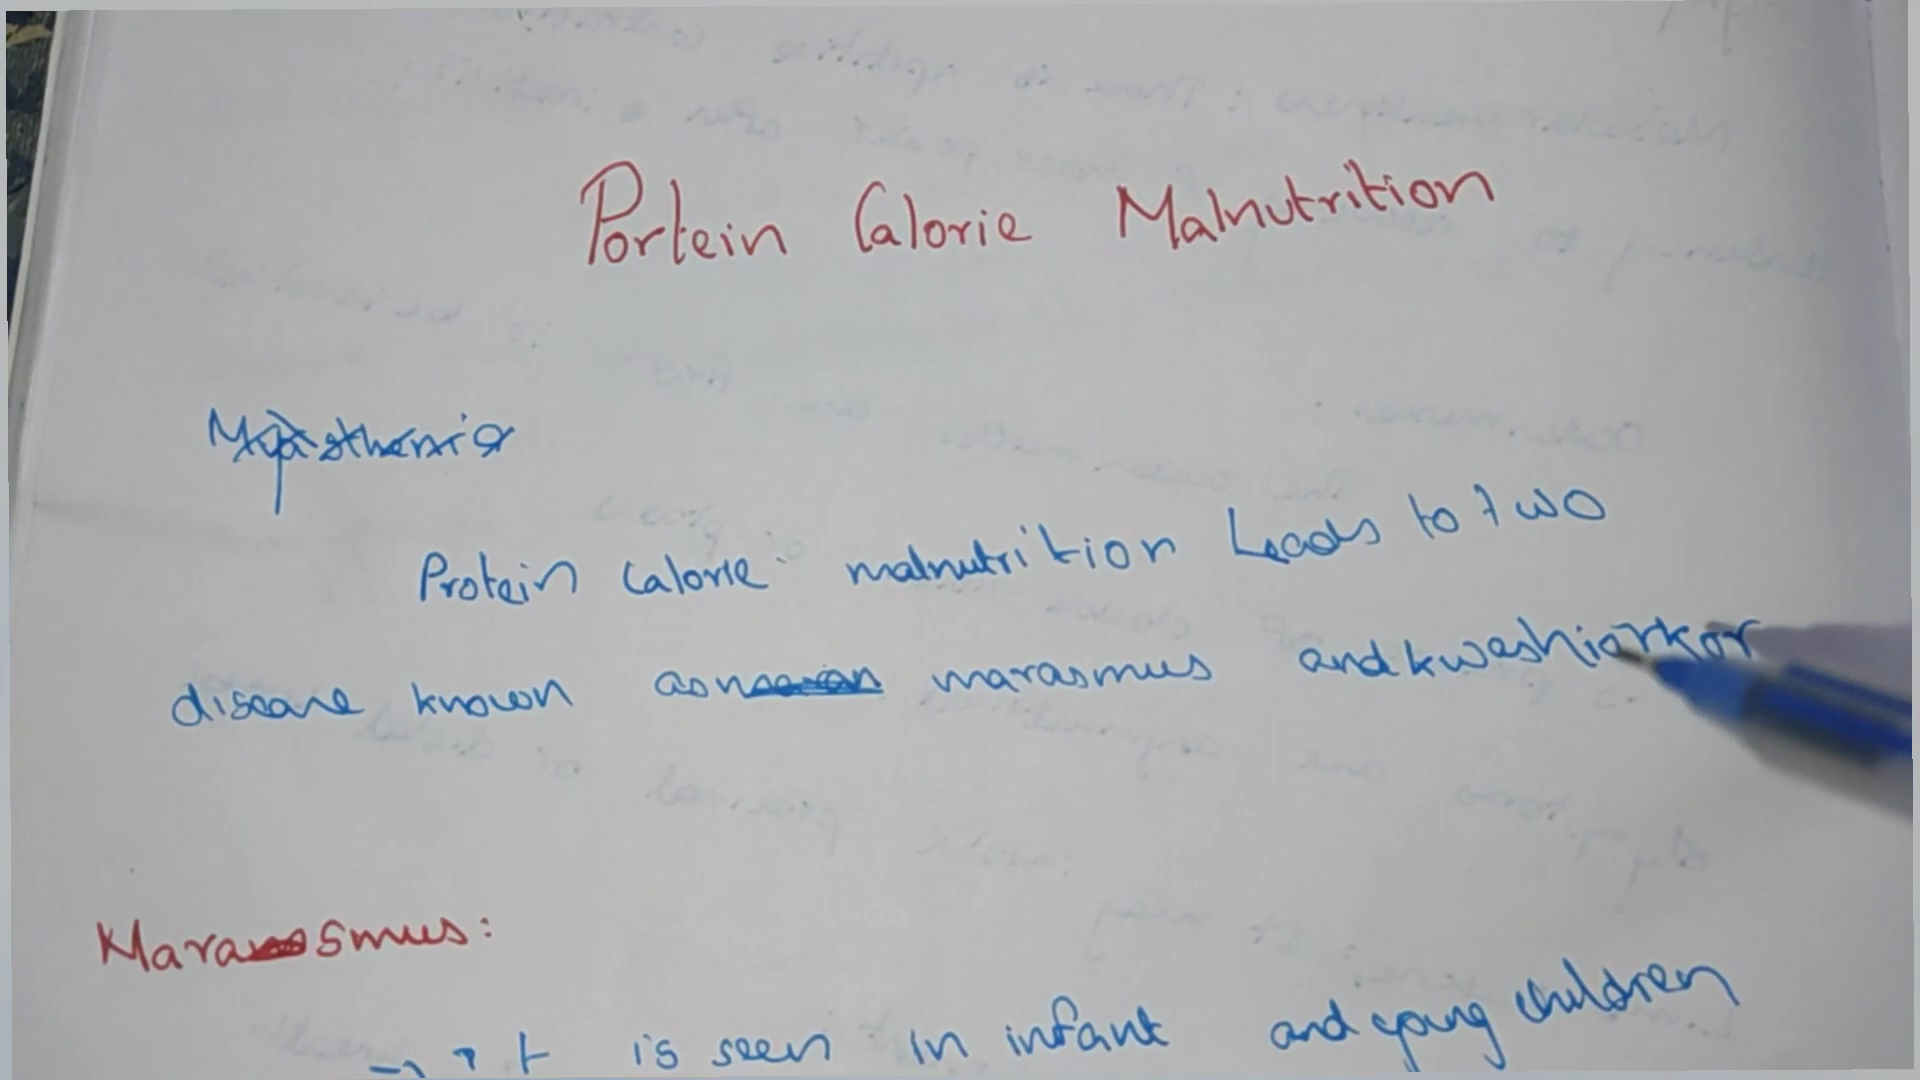 Portein Calorie Malnutrition
Protein Calorie malnutrition Leads to two
disease known as marasmus and kwashiorkor
Marasmus:
→ It is seen in infant and young children